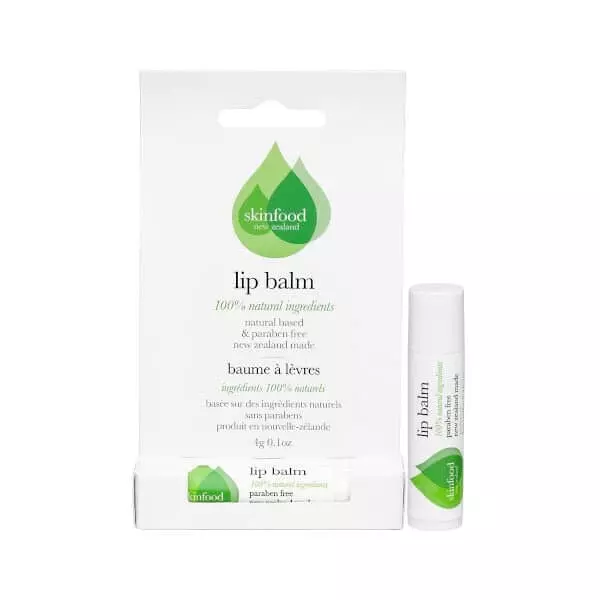 skinfood
new zealand
lip balm
100% natural ingredients
natural based
& paraben free
new zealand made
baume à lèvres
ingrédients 100% naturels
basée sur des ingrédients naturels
sans parabens
produit en nouvelle-zélande
4g 0.1oz
lip balm
100% natural ingredients
paraben free
skinfood
lip balm
100% natural ingredients
paraben free
new zealand made
skinfood
new zealand